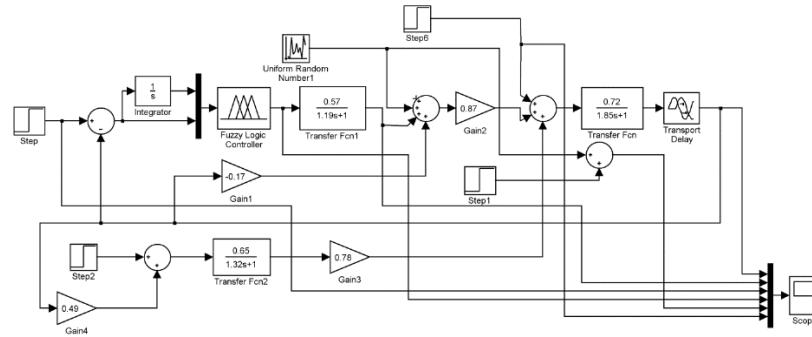 Step6
Uniform Random
Number1
1
s
Integrator
Step
Fuzzy Logic
Controller
0.57
1.19s+1
Transfer Fcn1
0.87
Gain2
0.72
1.85s+1
Transfer Fcn
Transport
Delay
-0.17
Gain1
Step1
Step2
0.65
1.32s+1
Transfer Fcn2
0.78
Gain3
0.49
Gain4
Scop